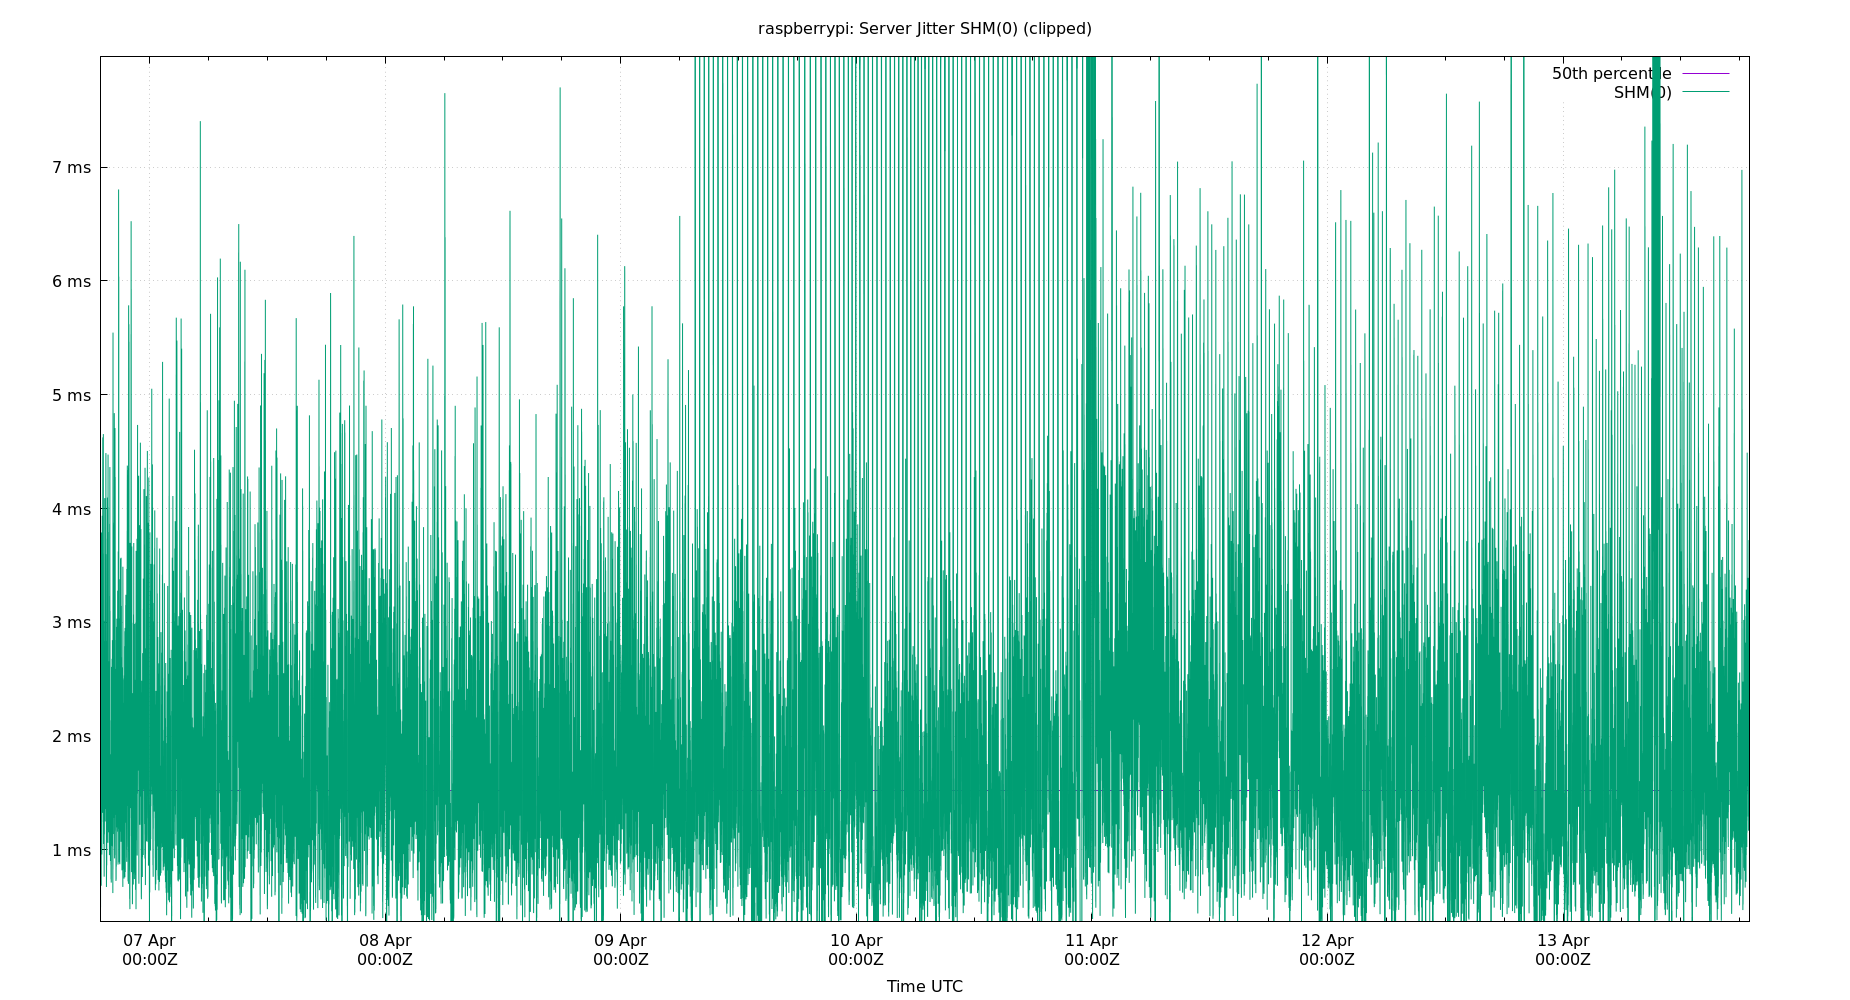 raspberrypi: Server Jitter SHM(0) (clipped)
50th percentile
SHM(0)
7 ms
6 ms
5 ms
4 ms
3 ms
2 ms
1 ms
07 Apr 08 Apr 09 Apr 10 Apr 11 Apr 12 Apr 13 Apr
00:00Z 00:00Z 00:00Z 00:00Z 00:00Z 00:00Z 00:00Z
Time UTC